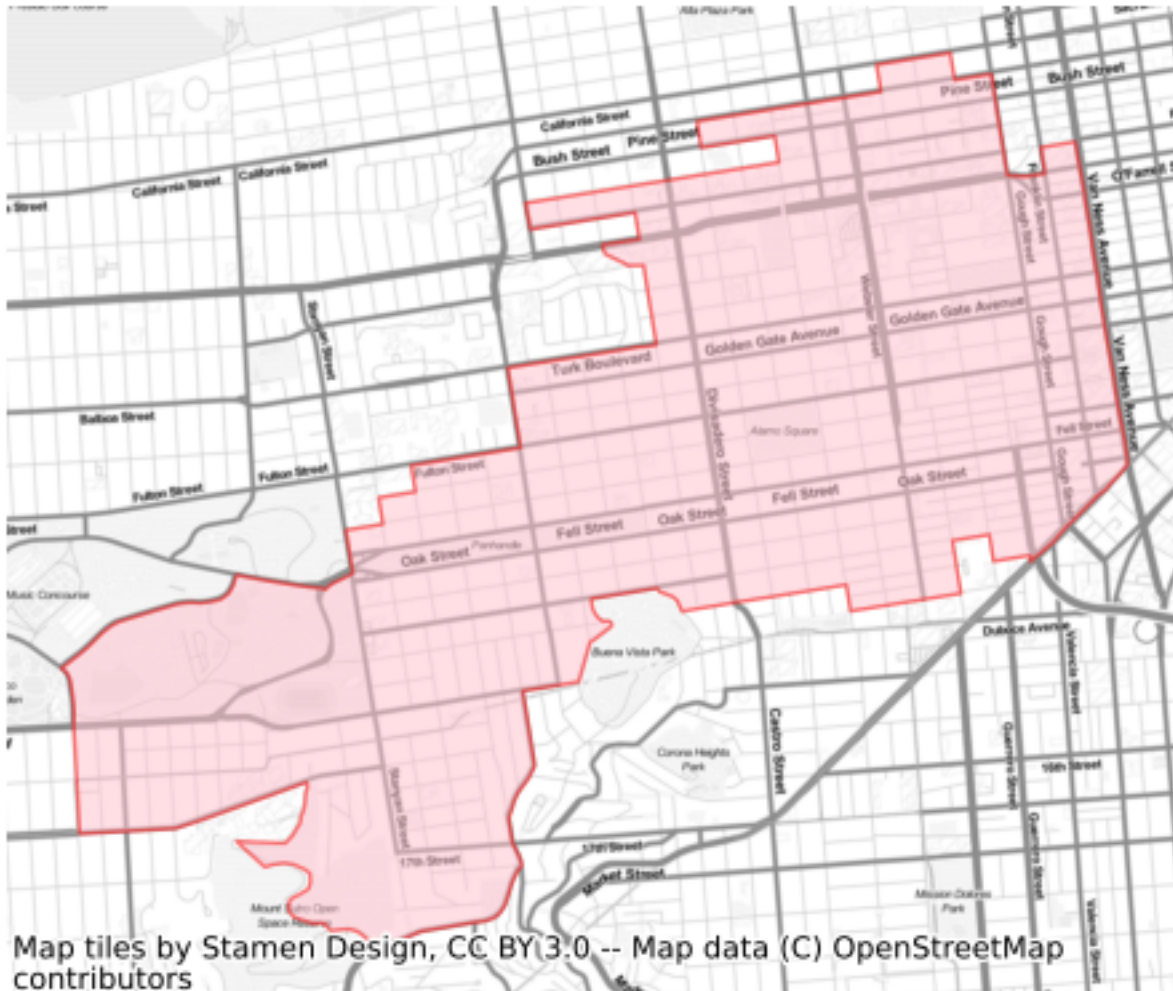 Alta Plaza Park
Bush Street
Pine Street
California Street
Pine Street
Bush Street
California Street
California Street
Street
O'Farrell S
Van Ness Avenue
Franklin Street
Gough Street
Stanyan Street
Webster Street
Golden Gate Avenue
Golden Gate Avenue
Gough Street
Van Ness Avenue
Turk Boulevard
Balboa Street
Divisadero Street
Alamo Square
Fell Street
Fulton Street
Fulton Street
Fulton Street
Gough Street
Oak Street
Fell Street
Oak Street
Fell Street
Street
Oak Street
Panhandle
Music Concourse
Duboce Avenue
Valencia Street
Buena Vista Park
Castro Street
Guerrero Street
Corona Heights
Park
16th Street
Stanyan Street
17th Street
17th Street
Guerrero Street
Market Street
Mission Dolores
Park
Valencia Street
Mount Sutro Open
Space Reserve
Map tiles by Stamen Design, CC BY 3.0 -- Map data (C) OpenStreetMap
contributors